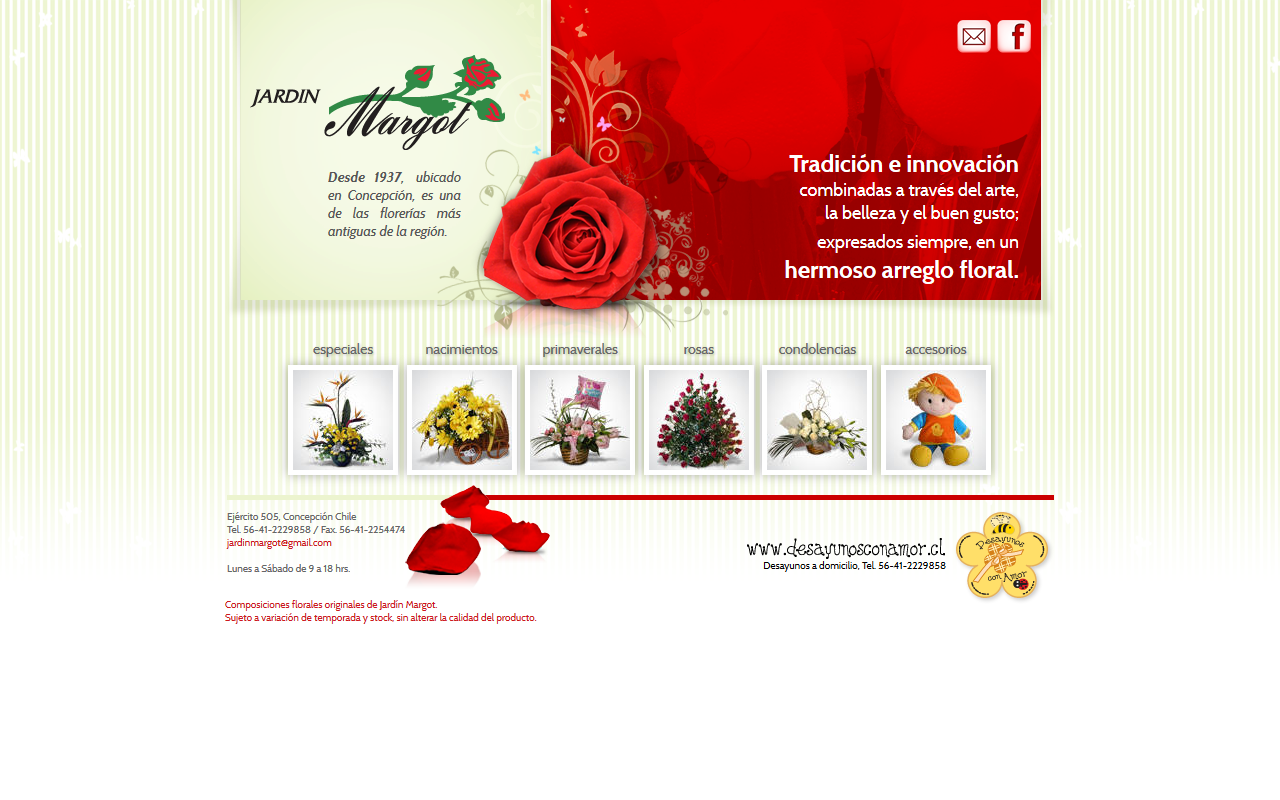 JARDIN
Margot
Desde 1937, ubicado
en Concepción, es una
de las florerías más
antiguas de la región.
f
Tradición e innovación
combinadas a través del arte,
la belleza y el buen gusto;
expresados siempre, en un
hermoso arreglo floral.
especiales
nacimientos
primaverales
rosas
condolencias
accesorios
Ejército 505, Concepción Chile
Tel. 56-41-2229858 / Fax. 56-41-2254474
jardinmargot@gmail.com
Lunes a Sábado de 9 a 18 hrs.
www.desayunosconamor.cl
Desayunos a domicilio, Tel. 56-41-2229858
Desayunos
con Amor
Composiciones florales originales de Jardín Margot.
Sujeto a variación de temporada y stock, sin alterar la calidad del producto.